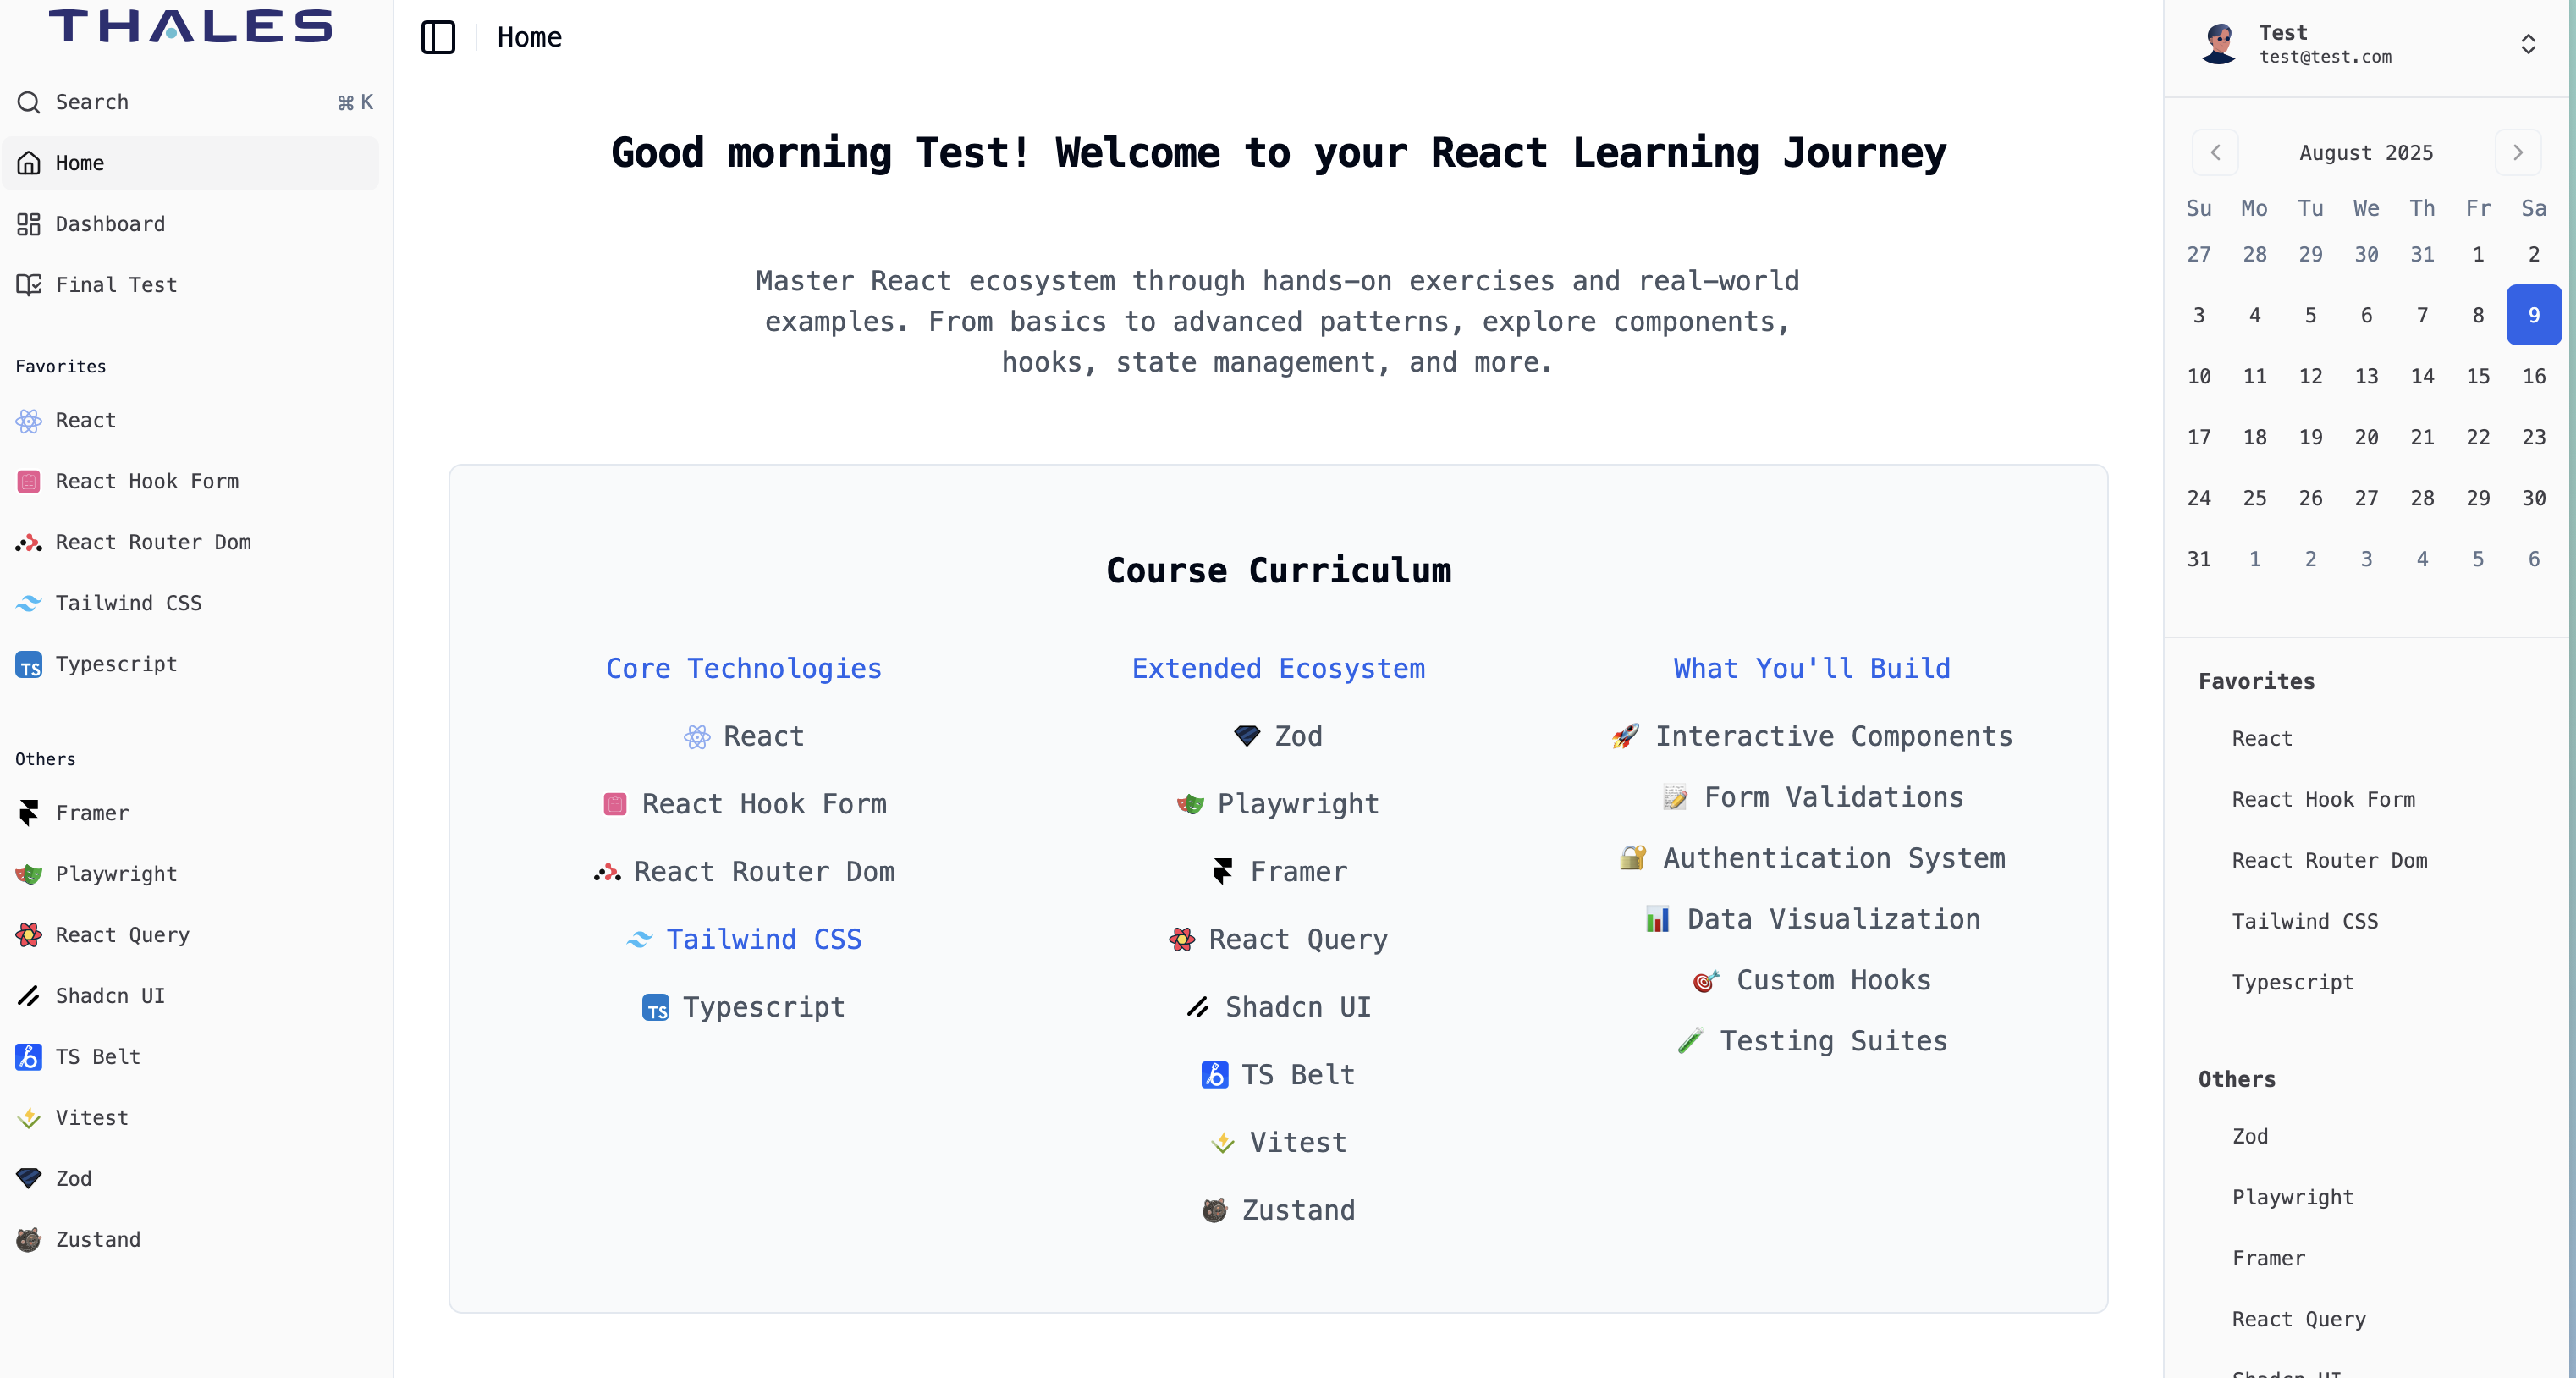 THALES
Search ⌘ K
Home
Dashboard
Final Test
Favorites
React
React Hook Form
React Router Dom
Tailwind CSS
TS Typescript
Others
Framer
Playwright
React Query
Shadcn UI
TS Belt
Vitest
Zod
Zustand
Home
Good morning Test! Welcome to your React Learning Journey
Master React ecosystem through hands-on exercises and real-world
examples. From basics to advanced patterns, explore components,
hooks, state management, and more.
Course Curriculum
Core Technologies
React
React Hook Form
React Router Dom
Tailwind CSS
TS Typescript
Extended Ecosystem
Zod
Playwright
Framer
React Query
Shadcn UI
TS Belt
Vitest
Zustand
What You'll Build
🚀 Interactive Components
📝 Form Validations
🔐 Authentication System
📊 Data Visualization
🎯 Custom Hooks
🧪 Testing Suites
Test
test@test.com
August 2025
Su Mo Tu We Th Fr Sa
27 28 29 30 31 1 2
3 4 5 6 7 8 9
10 11 12 13 14 15 16
17 18 19 20 21 22 23
24 25 26 27 28 29 30
31 1 2 3 4 5 6
Favorites
React
React Hook Form
React Router Dom
Tailwind CSS
Typescript
Others
Zod
Playwright
Framer
React Query
Shadcn UI